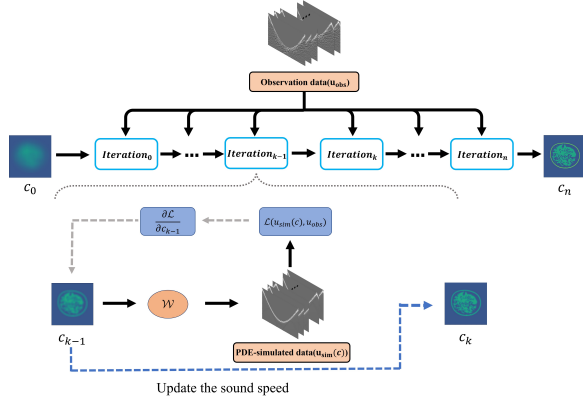 ...
Observation data(u_obs)
Iteration_0
...
Iteration_{k-1}
Iteration_k
...
Iteration_n
c_0
c_n
∂ℒ
∂c_{k-1}
ℒ(u_sim(c), u_obs)
𝒲
...
PDE-simulated data(u_sim(c))
c_{k-1}
c_k
Update the sound speed